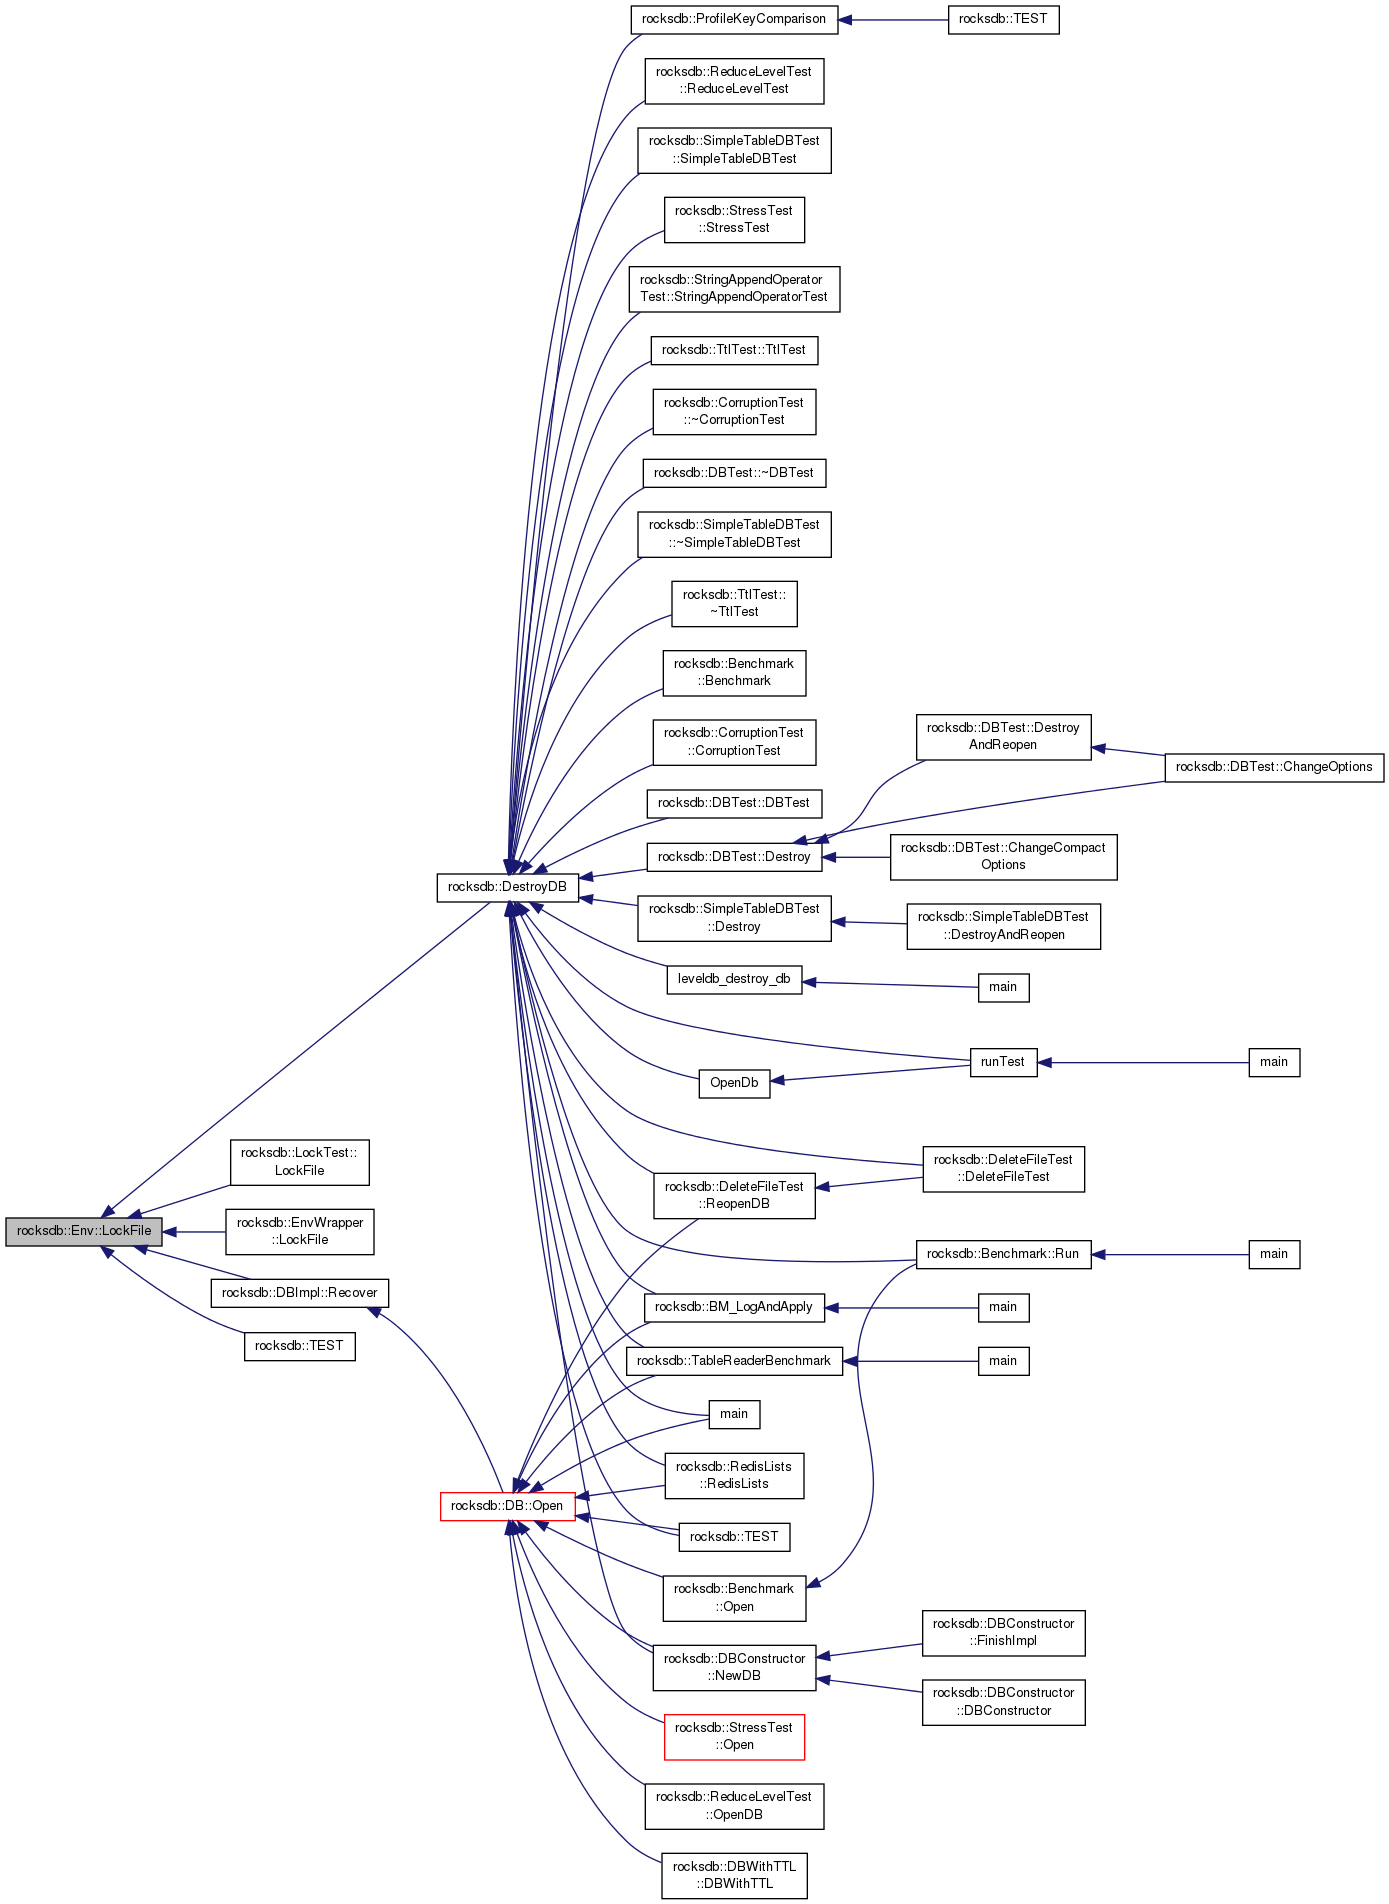 rocksdb::ProfileKeyComparison
rocksdb::TEST
rocksdb::ReduceLevelTest
::ReduceLevelTest
rocksdb::SimpleTableDBTest
::SimpleTableDBTest
rocksdb::StressTest
::StressTest
rocksdb::StringAppendOperator
Test::StringAppendOperatorTest
rocksdb::TtlTest::TtlTest
rocksdb::CorruptionTest
::~CorruptionTest
rocksdb::DBTest::~DBTest
rocksdb::SimpleTableDBTest
::~SimpleTableDBTest
rocksdb::TtlTest::
~TtlTest
rocksdb::Benchmark
::Benchmark
rocksdb::CorruptionTest
::CorruptionTest
rocksdb::DBTest::Destroy
AndReopen
rocksdb::DBTest::ChangeOptions
rocksdb::DBTest::DBTest
rocksdb::DBTest::Destroy
rocksdb::DBTest::ChangeCompact
Options
rocksdb::DestroyDB
rocksdb::SimpleTableDBTest
::Destroy
rocksdb::SimpleTableDBTest
::DestroyAndReopen
leveldb_destroy_db
main
runTest
main
OpenDb
rocksdb::LockTest::
LockFile
rocksdb::DeleteFileTest
::DeleteFileTest
rocksdb::DeleteFileTest
::ReopenDB
rocksdb::Env::LockFile
rocksdb::EnvWrapper
::LockFile
rocksdb::Benchmark::Run
main
rocksdb::DBImpl::Recover
rocksdb::BM_LogAndApply
main
rocksdb::TEST
rocksdb::TableReaderBenchmark
main
main
rocksdb::RedisLists
::RedisLists
rocksdb::DB::Open
rocksdb::TEST
rocksdb::Benchmark
::Open
rocksdb::DBConstructor
::FinishImpl
rocksdb::DBConstructor
::NewDB
rocksdb::DBConstructor
::DBConstructor
rocksdb::StressTest
::Open
rocksdb::ReduceLevelTest
::OpenDB
rocksdb::DBWithTTL
::DBWithTTL